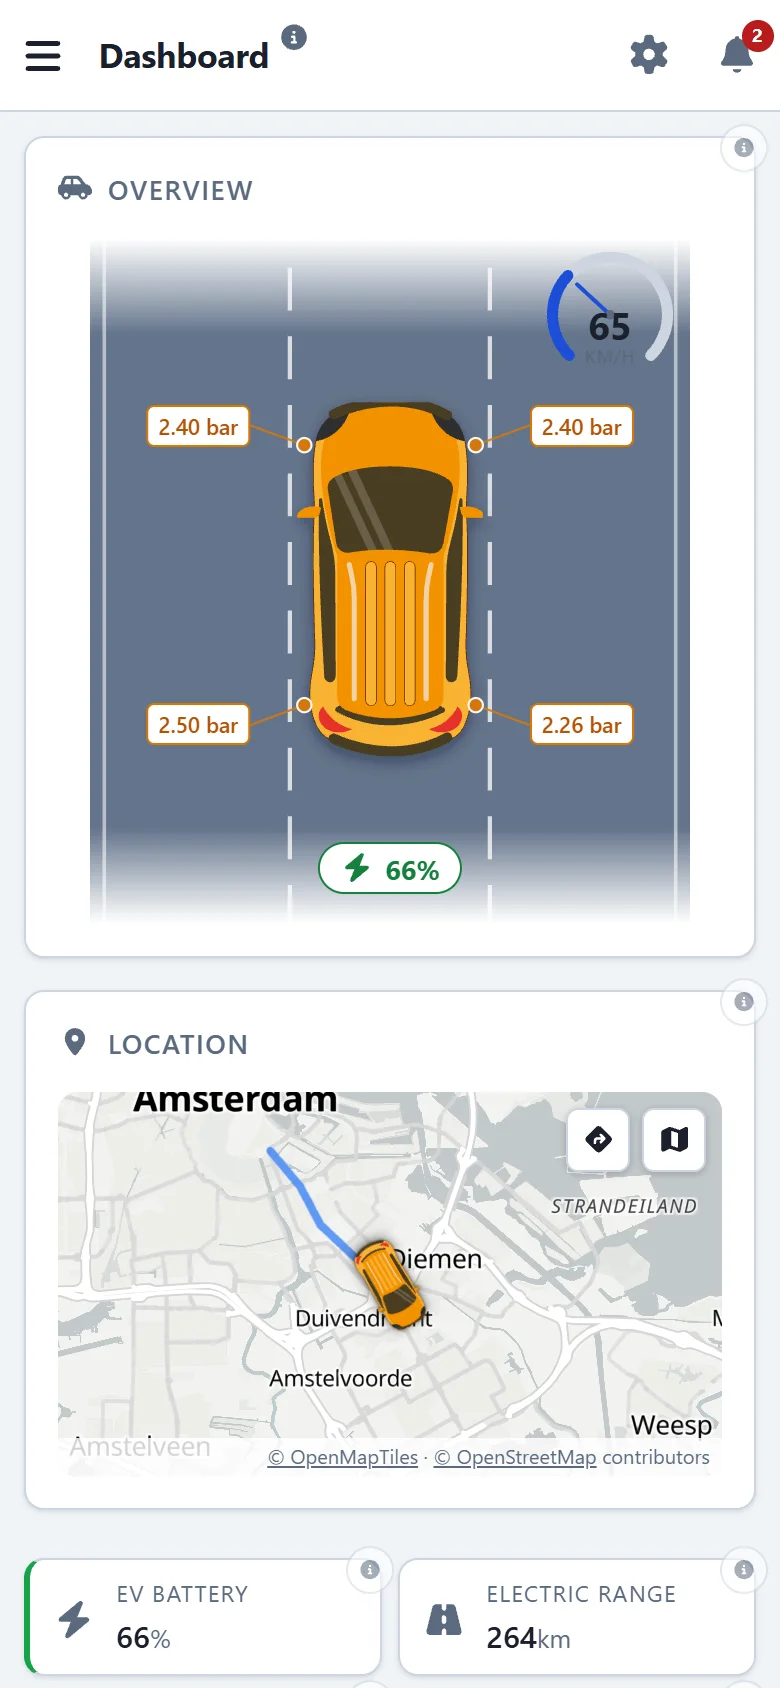 Dashboard
2
OVERVIEW
65
KM/H
2.40 bar
2.40 bar
2.50 bar
2.26 bar
66%
LOCATION
Amsterdam
STRANDEILAND
Diemen
Amstelvoorde
Weesp
Amstelveen
© OpenMapTiles · © OpenStreetMap contributors
EV BATTERY
66%
ELECTRIC RANGE
264km